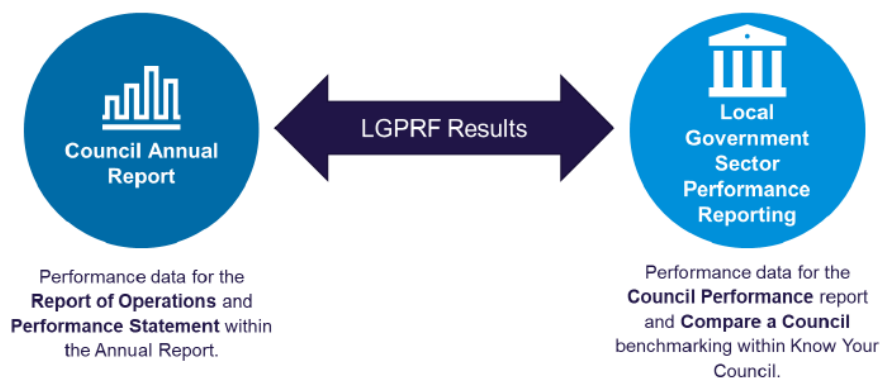 Council Annual
Report
LGPRF Results
Local
Government
Sector
Performance
Reporting
Performance data for the
Report of Operations and
Performance Statement within
the Annual Report.
Performance data for the
Council Performance report
and Compare a Council
benchmarking within Know Your
Council.